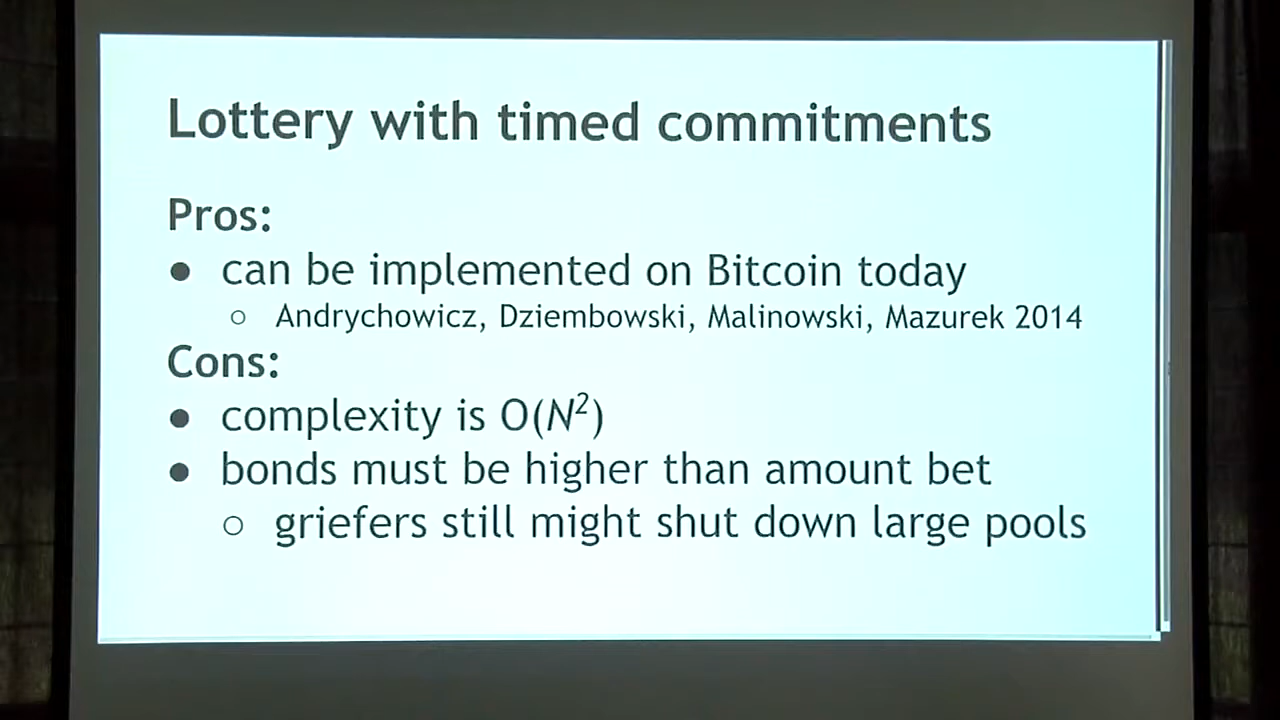 Lottery with timed commitments
Pros:
● can be implemented on Bitcoin today
○ Andrychowicz, Dziembowski, Malinowski, Mazurek 2014
Cons:
● complexity is O(N²)
● bonds must be higher than amount bet
○ griefers still might shut down large pools